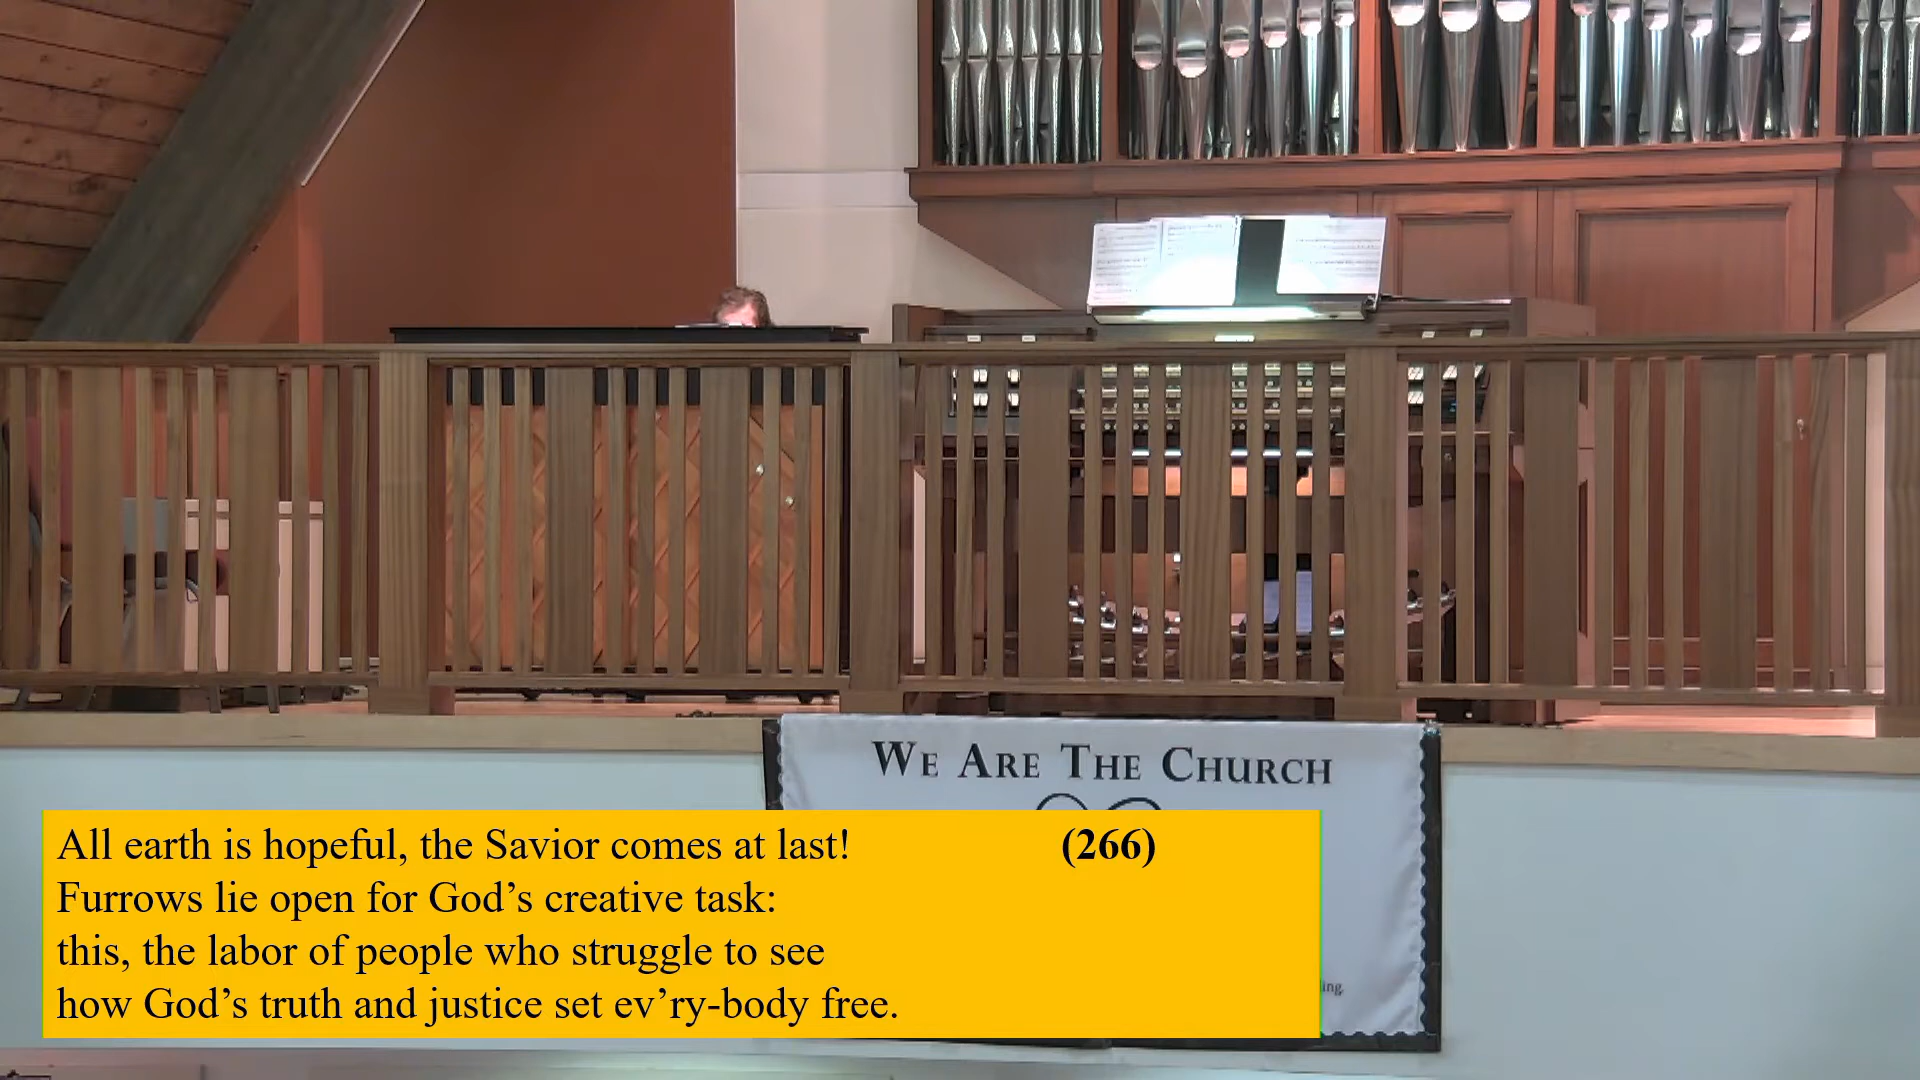 WE ARE THE CHURCH
All earth is hopeful, the Savior comes at last! (266)
Furrows lie open for God’s creative task:
this, the labor of people who struggle to see
how God’s truth and justice set ev’ry-body free.